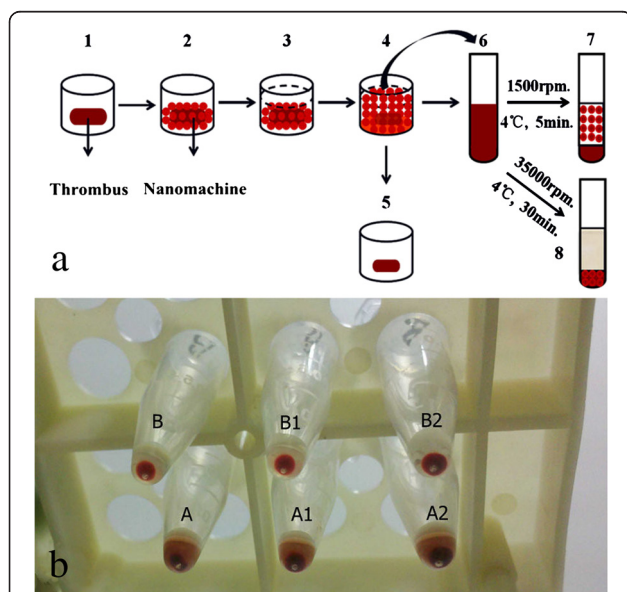 1 2 3 4 6 7
1500rpm.
4℃, 5min.
Thrombus Nanomachine
5
35000rpm.
4℃, 30min.
8
a
B B1 B2
A A1 A2
b